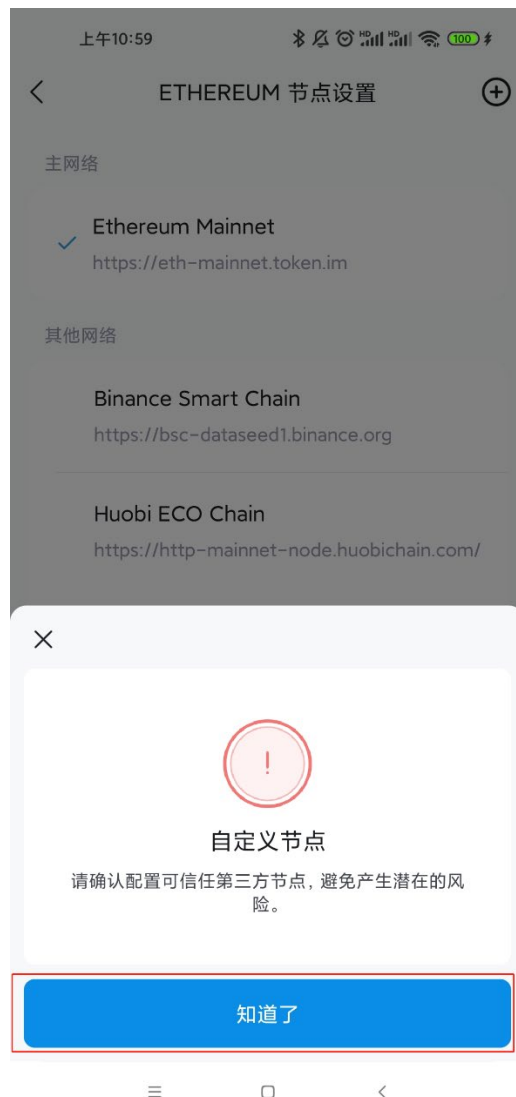 上午10:59
HD HD 100
ETHEREUM 节点设置
主网络
Ethereum Mainnet
https://eth-mainnet.token.im
其他网络
Binance Smart Chain
https://bsc-dataseed1.binance.org
Huobi ECO Chain
https://http-mainnet-node.huobichain.com/
!
自定义节点
请确认配置可信任第三方节点，避免产生潜在的风
险。
知道了